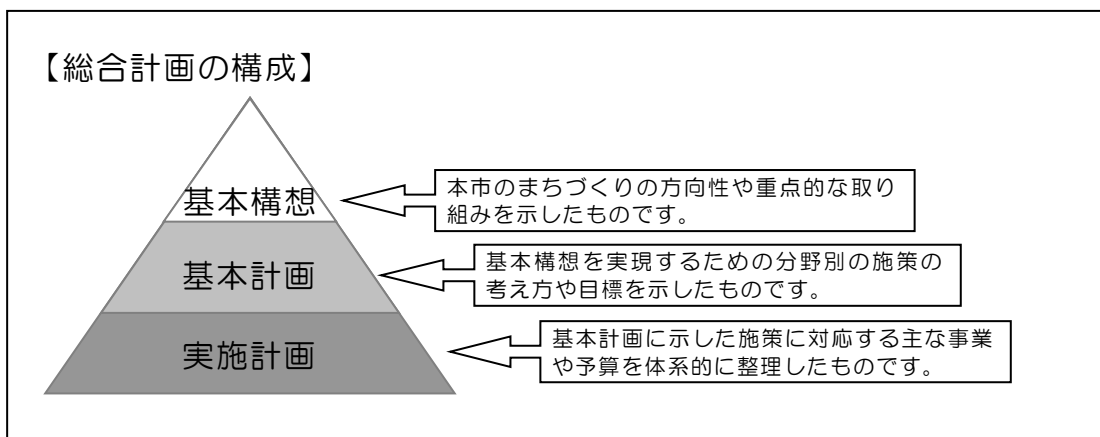 【総合計画の構成】
基本構想
本市のまちづくりの方向性や重点的な取り
組みを示したものです。
基本計画
基本構想を実現するための分野別の施策の
考え方や目標を示したものです。
実施計画
基本計画に示した施策に対応する主な事業
や予算を体系的に整理したものです。